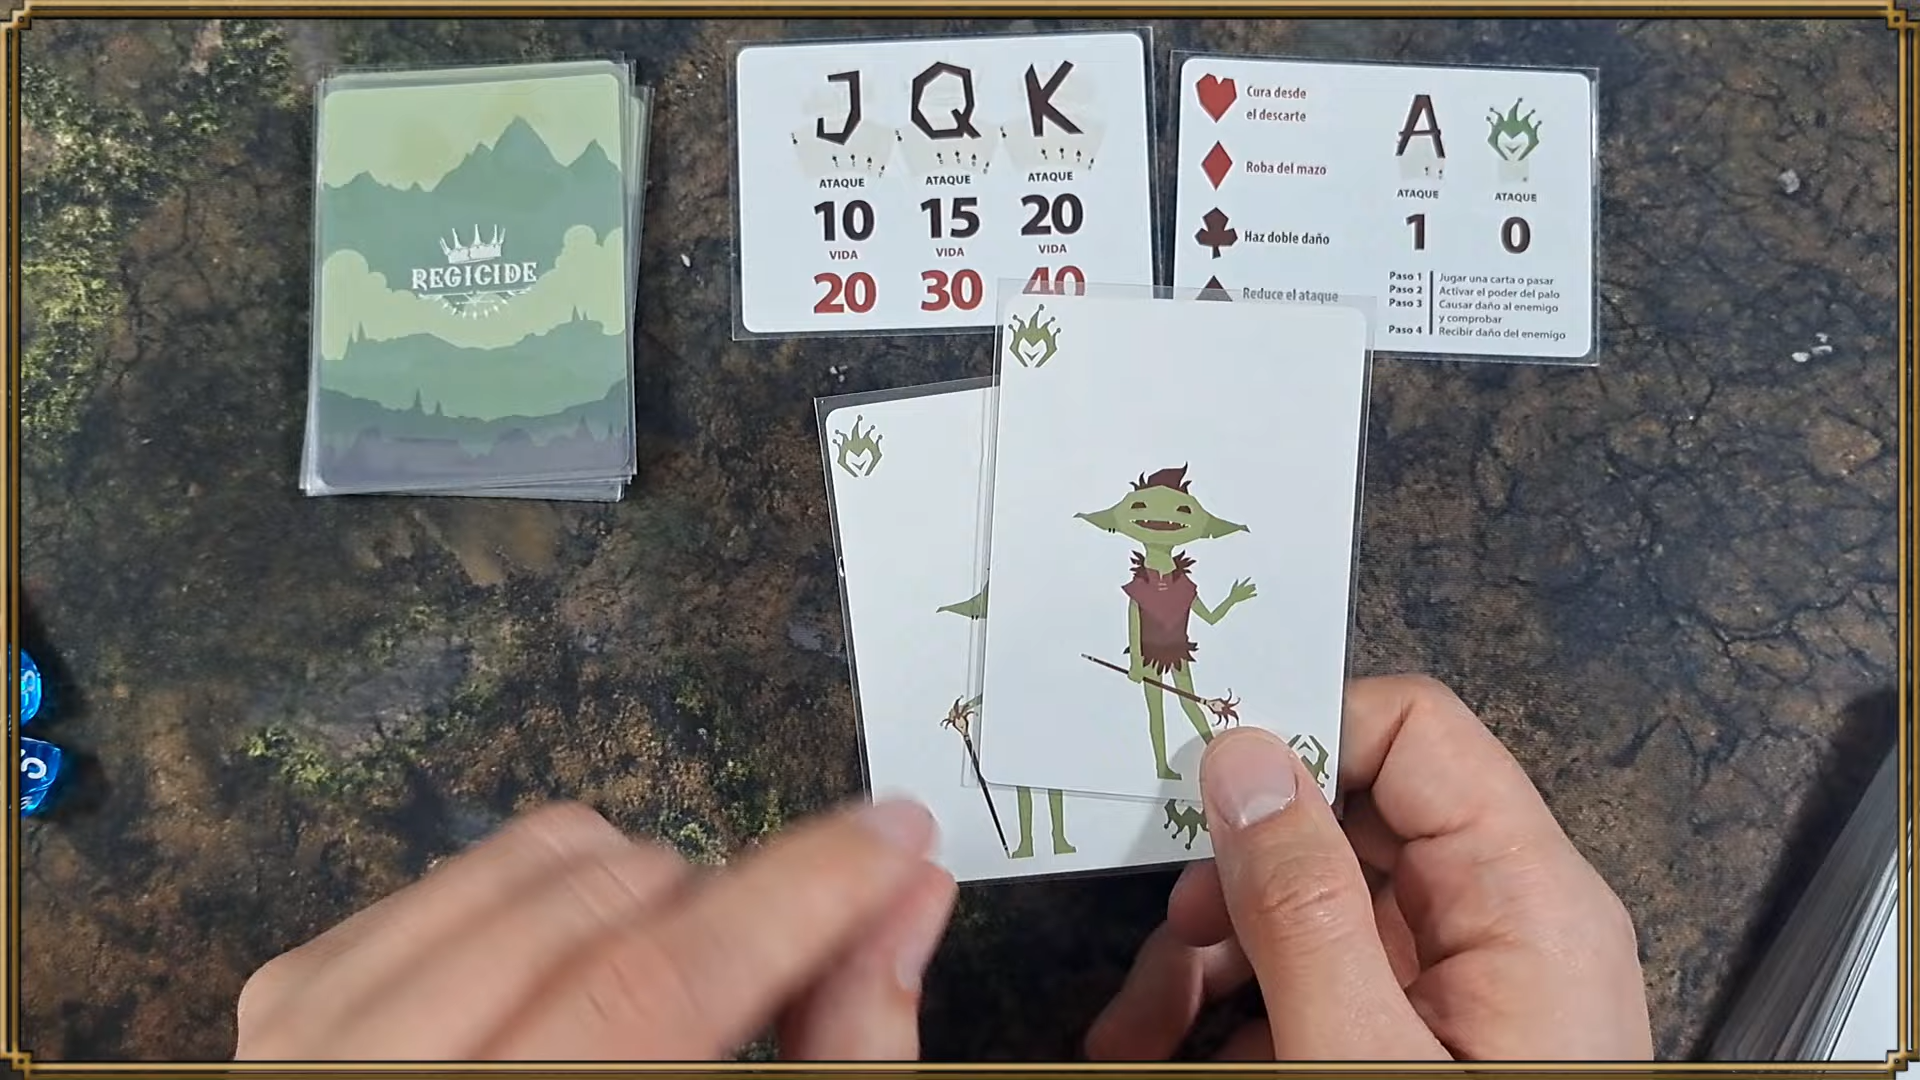 REGICIDE
J Q K
ATAQUE ATAQUE ATAQUE
10 15 20
VIDA VIDA VIDA
20 30 40
Cura desde
el descarte
Roba del mazo
Haz doble daño
Reduce el ataque
A
ATAQUE ATAQUE
1 0
Paso 1 Jugar una carta o pasar
Paso 2 Activar el poder del palo
Paso 3 Causar daño al enemigo
y comprobar
Paso 4 Recibir daño del enemigo